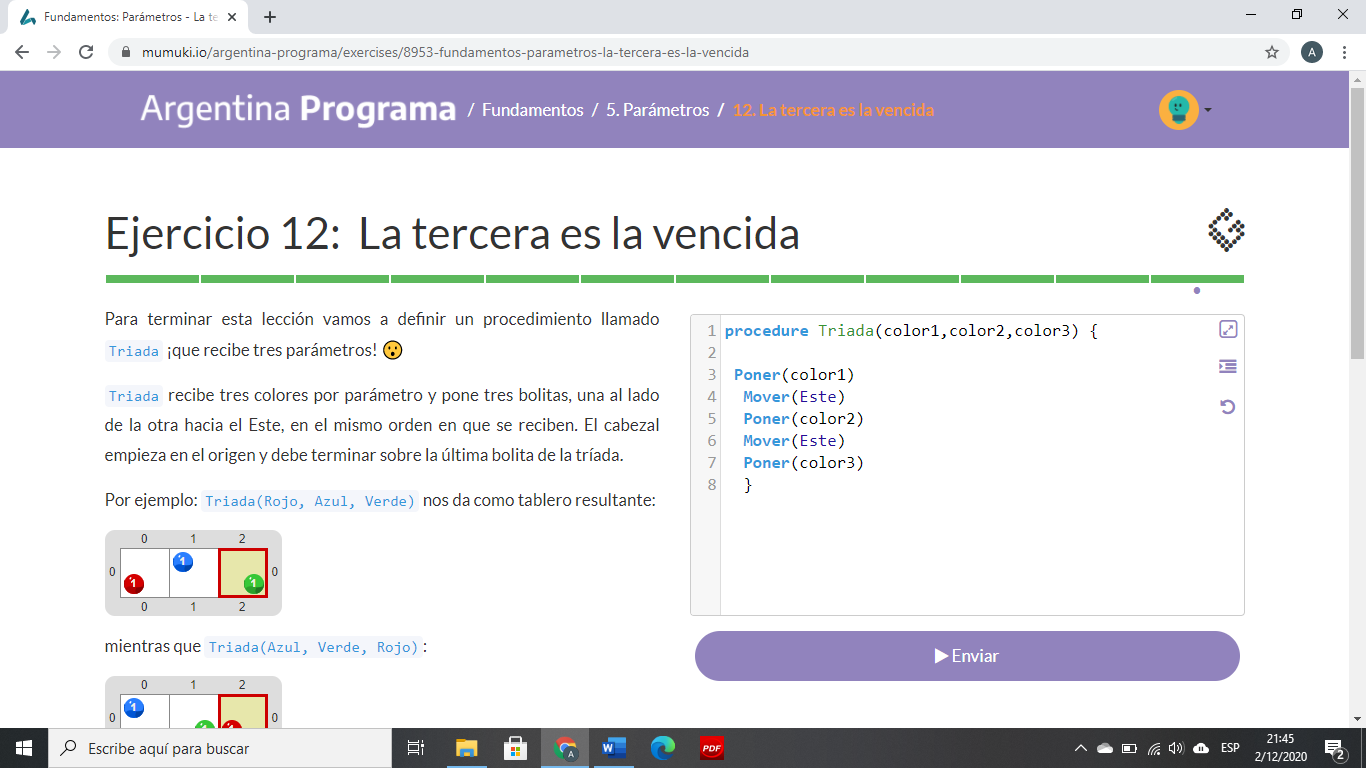 Fundamentos: Parámetros - La te
mumuki.io/argentina-programa/exercises/8953-fundamentos-parametros-la-tercera-es-la-vencida
A
Argentina Programa / Fundamentos / 5. Parámetros / 12. La tercera es la vencida
Ejercicio 12: La tercera es la vencida
Para terminar esta lección vamos a definir un procedimiento llamado
Triada ¡que recibe tres parámetros! 😮
Triada recibe tres colores por parámetro y pone tres bolitas, una al lado
de la otra hacia el Este, en el mismo orden en que se reciben. El cabezal
empieza en el origen y debe terminar sobre la última bolita de la tríada.
Por ejemplo: Triada(Rojo, Azul, Verde) nos da como tablero resultante:
0 1 2
0 1 1 1 0
0 1 2
mientras que Triada(Azul, Verde, Rojo):
0 1 2
0 1 1 1 0
1 procedure Triada(color1,color2,color3) {
2
3 Poner(color1)
4 Mover(Este)
5 Poner(color2)
6 Mover(Este)
7 Poner(color3)
8 }
Enviar
Escribe aquí para buscar
A
W
PDF
ESP
21:45
2/12/2020
2